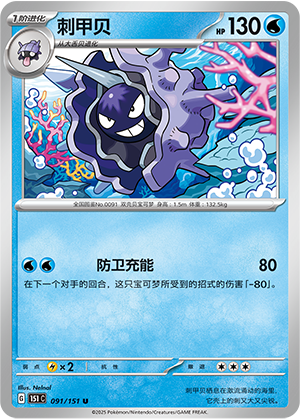 1阶进化
刺甲贝
HP 130
从大舌贝进化
全国图鉴No.0091 双壳贝宝可梦 身高：1.5m 体重：132.5kg
防卫充能 80
在下一个对手的回合，这只宝可梦所受到的招式的伤害「-80」。
弱点 ×2 抗性 撤退
Illus. Nelnal
G 151 C 091/151 U
刺甲贝栖息在激流涌动的海里，
它壳上的刺又大又尖锐。
©2025 Pokémon/Nintendo/Creatures/GAME FREAK.